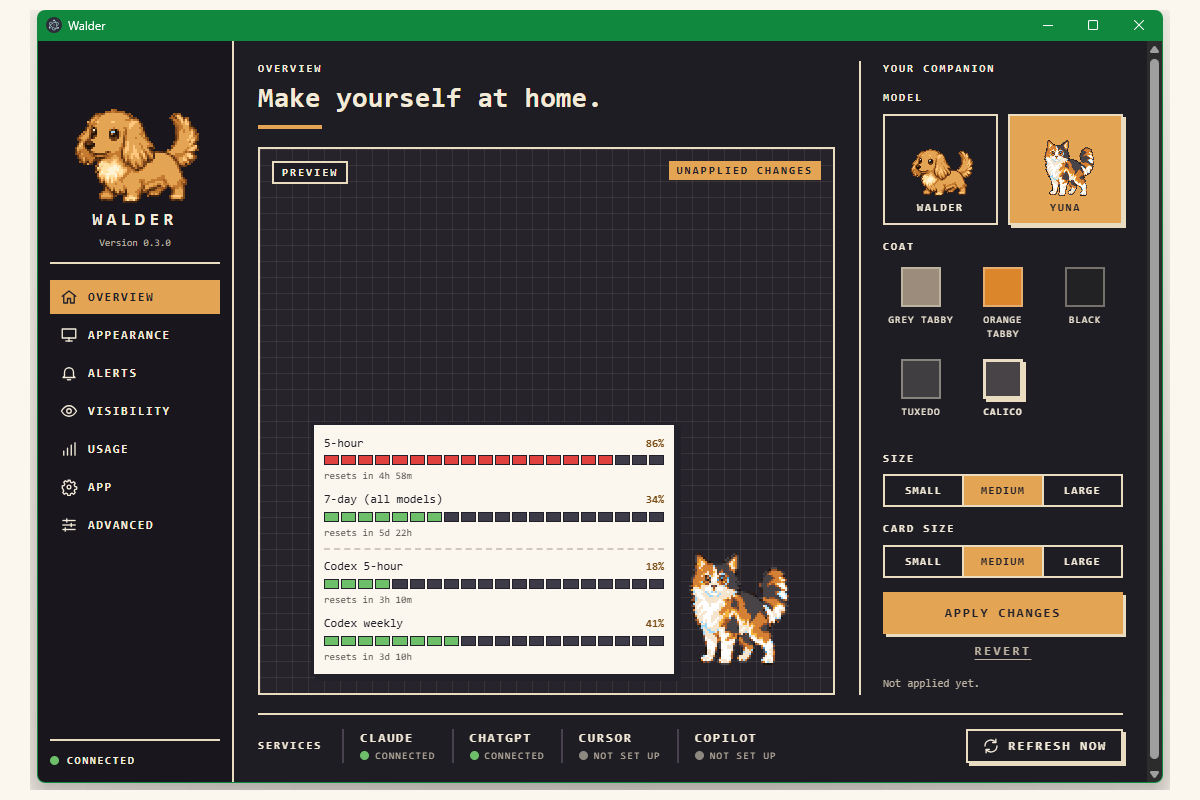 Walder
WALDER
Version 0.3.0
OVERVIEW
APPEARANCE
ALERTS
VISIBILITY
USAGE
APP
ADVANCED
CONNECTED
OVERVIEW
Make yourself at home.
PREVIEW
UNAPPLIED CHANGES
5-hour 86%
resets in 4h 58m
7-day (all models) 34%
resets in 5d 22h
Codex 5-hour 18%
resets in 3h 10m
Codex weekly 41%
resets in 3d 10h
YOUR COMPANION
MODEL
WALDER YUNA
COAT
GREY TABBY ORANGE TABBY BLACK
TUXEDO CALICO
SIZE
SMALL MEDIUM LARGE
CARD SIZE
SMALL MEDIUM LARGE
APPLY CHANGES
REVERT
Not applied yet.
SERVICES
CLAUDE
CONNECTED
CHATGPT
CONNECTED
CURSOR
NOT SET UP
COPILOT
NOT SET UP
REFRESH NOW